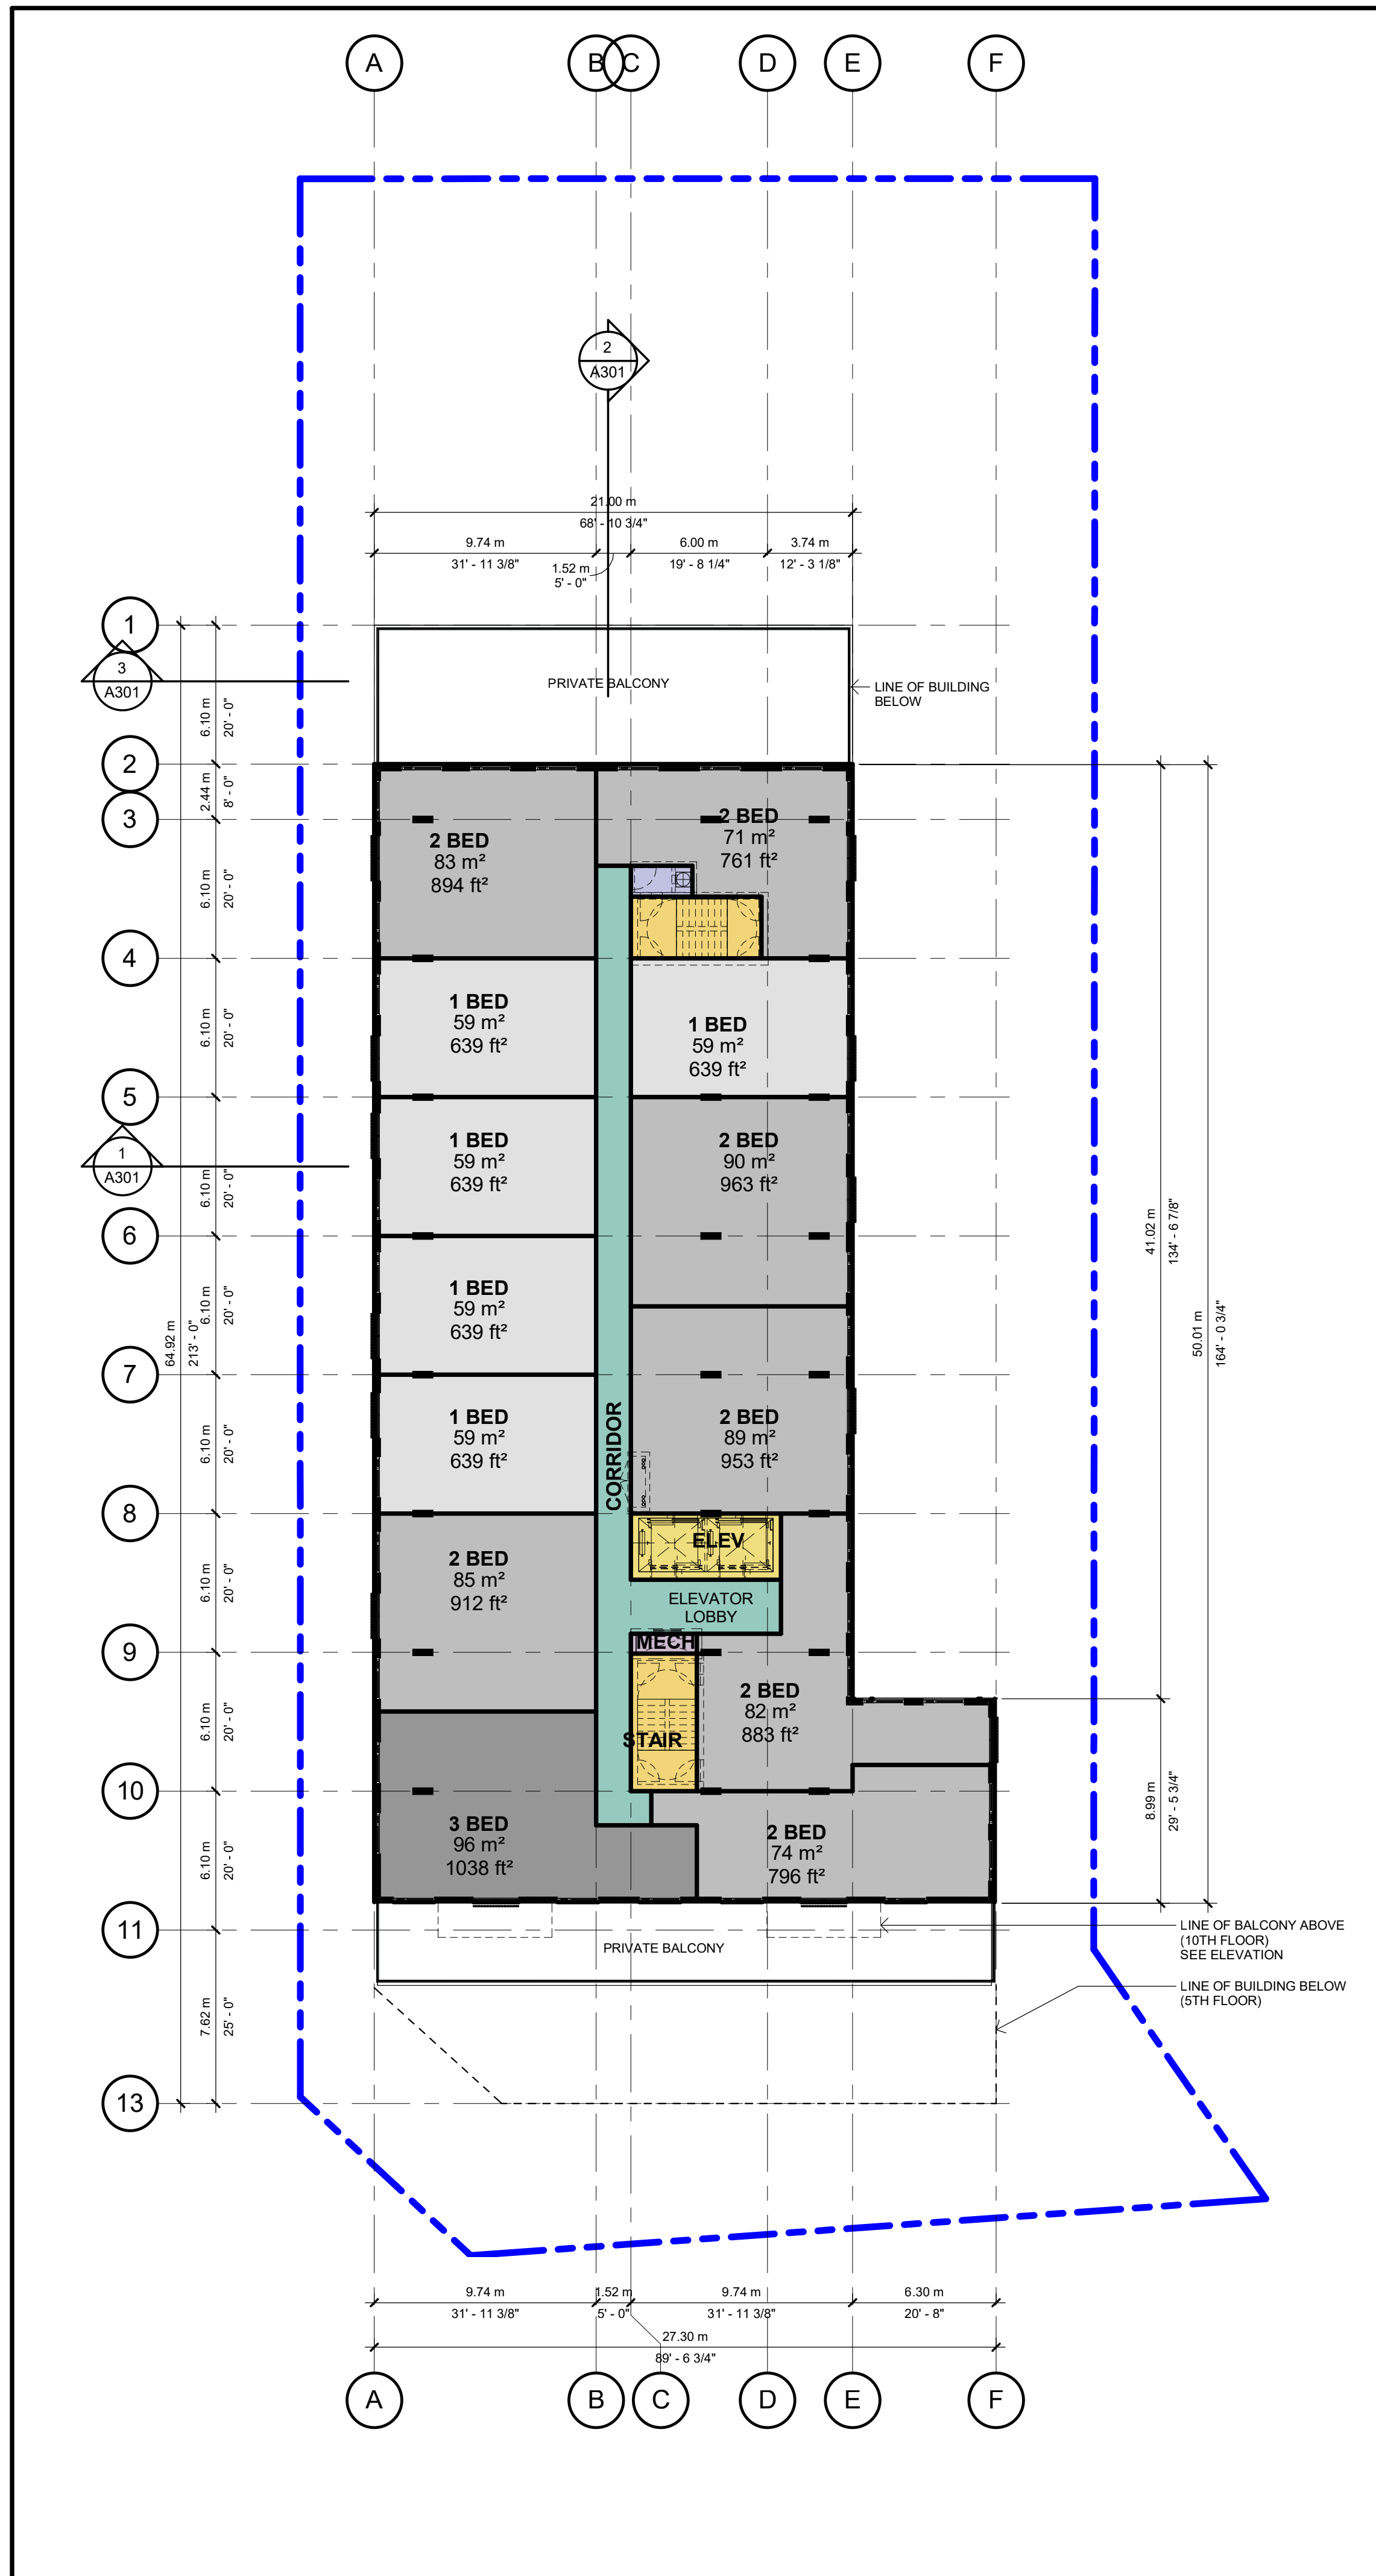 A B C D E F
2
A301
21.00 m
68' - 10 3/4"
9.74 m
31' - 11 3/8"
1.52 m
5' - 0"
6.00 m
19' - 8 1/4"
3.74 m
12' - 3 1/8"
1
3
A301
PRIVATE BALCONY
LINE OF BUILDING
BELOW
6.10 m
20' - 0"
2
2.44 m
8' - 0"
3
2 BED
83 m²
894 ft²
2 BED
71 m²
761 ft²
6.10 m
20' - 0"
4
1 BED
59 m²
639 ft²
1 BED
59 m²
639 ft²
6.10 m
20' - 0"
5
1
A301
1 BED
59 m²
639 ft²
2 BED
90 m²
963 ft²
6.10 m
20' - 0"
6
41.02 m
134' - 6 7/8"
1 BED
59 m²
639 ft²
6.10 m
20' - 0"
64.92 m
213' - 0"
50.01 m
164' - 0 3/4"
7
1 BED
59 m²
639 ft²
CORRIDOR
2 BED
89 m²
953 ft²
6.10 m
20' - 0"
8
ELEV
2 BED
85 m²
912 ft²
ELEVATOR
LOBBY
6.10 m
20' - 0"
9
MECH
2 BED
82 m²
883 ft²
STAIR
6.10 m
20' - 0"
10
3 BED
96 m²
1038 ft²
2 BED
74 m²
796 ft²
6.10 m
20' - 0"
8.99 m
29' - 5 3/4"
11
PRIVATE BALCONY
LINE OF BALCONY ABOVE
(10TH FLOOR)
SEE ELEVATION
LINE OF BUILDING BELOW
(5TH FLOOR)
7.62 m
25' - 0"
13
9.74 m
31' - 11 3/8"
1.52 m
5' - 0"
9.74 m
31' - 11 3/8"
6.30 m
20' - 8"
27.30 m
89' - 6 3/4"
A B C D E F